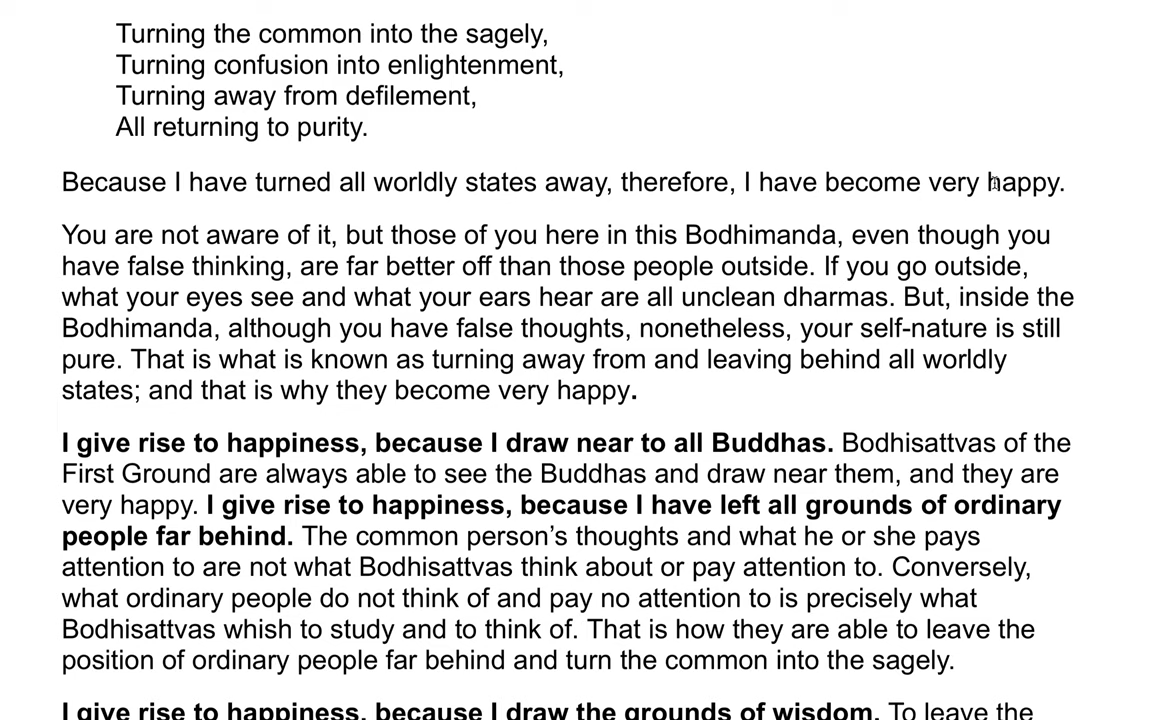 Turning the common into the sagely,
Turning confusion into enlightenment,
Turning away from defilement,
All returning to purity.
Because I have turned all worldly states away, therefore, I have become very happy.
You are not aware of it, but those of you here in this Bodhimanda, even though you
have false thinking, are far better off than those people outside. If you go outside,
what your eyes see and what your ears hear are all unclean dharmas. But, inside the
Bodhimanda, although you have false thoughts, nonetheless, your self-nature is still
pure. That is what is known as turning away from and leaving behind all worldly
states; and that is why they become very happy.
I give rise to happiness, because I draw near to all Buddhas. Bodhisattvas of the
First Ground are always able to see the Buddhas and draw near them, and they are
very happy. I give rise to happiness, because I have left all grounds of ordinary
people far behind. The common person’s thoughts and what he or she pays
attention to are not what Bodhisattvas think about or pay attention to. Conversely,
what ordinary people do not think of and pay no attention to is precisely what
Bodhisattvas whish to study and to think of. That is how they are able to leave the
position of ordinary people far behind and turn the common into the sagely.
I give rise to happiness, because I draw the grounds of wisdom. To leave the